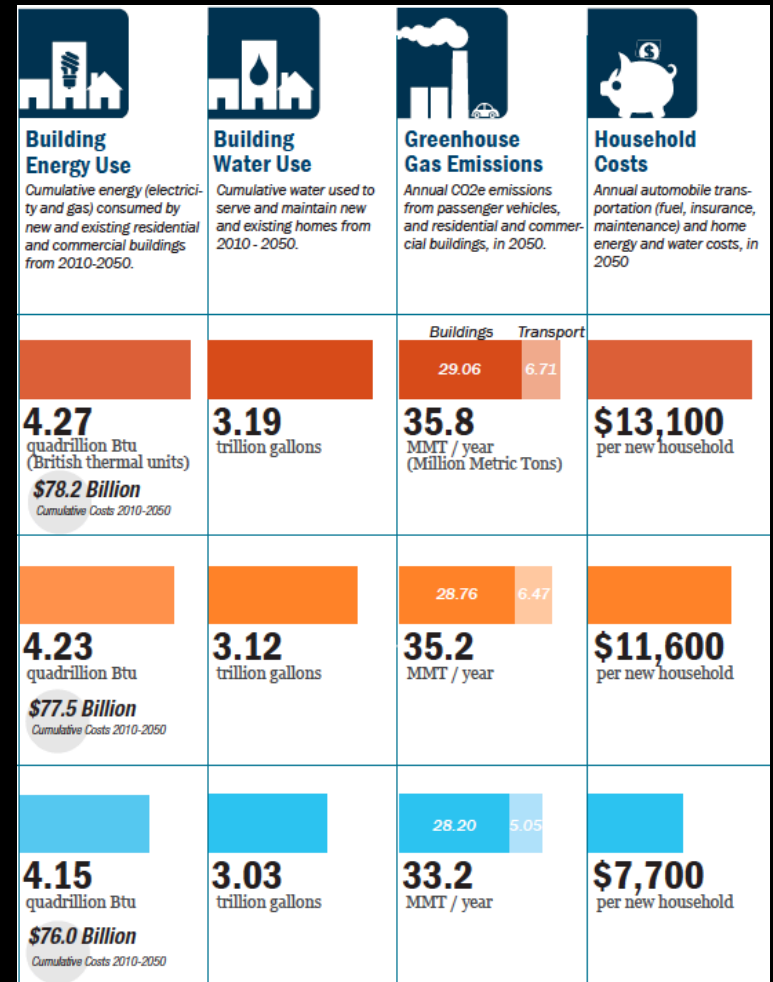 $
Building
Energy Use
Cumulative energy (electrici-
ty and gas) consumed by
new and existing residential
and commercial buildings
from 2010-2050.
Building
Water Use
Cumulative water used to
serve and maintain new
and existing homes from
2010 - 2050.
Greenhouse
Gas Emissions
Annual CO2e emissions
from passenger vehicles,
and residential and commer-
cial buildings, in 2050.
Household
Costs
Annual automobile trans-
portation (fuel, insurance,
maintenance) and home
energy and water costs, in
2050
4.27
quadrillion Btu
(British thermal units)
$78.2 Billion
Cumulative Costs 2010-2050
3.19
trillion gallons
Buildings Transport
29.06 6.71
35.8
MMT / year
(Million Metric Tons)
$13,100
per new household
4.23
quadrillion Btu
$77.5 Billion
Cumulative Costs 2010-2050
3.12
trillion gallons
28.76 6.47
35.2
MMT / year
$11,600
per new household
4.15
quadrillion Btu
$76.0 Billion
Cumulative Costs 2010-2050
3.03
trillion gallons
28.20 5.05
33.2
MMT / year
$7,700
per new household